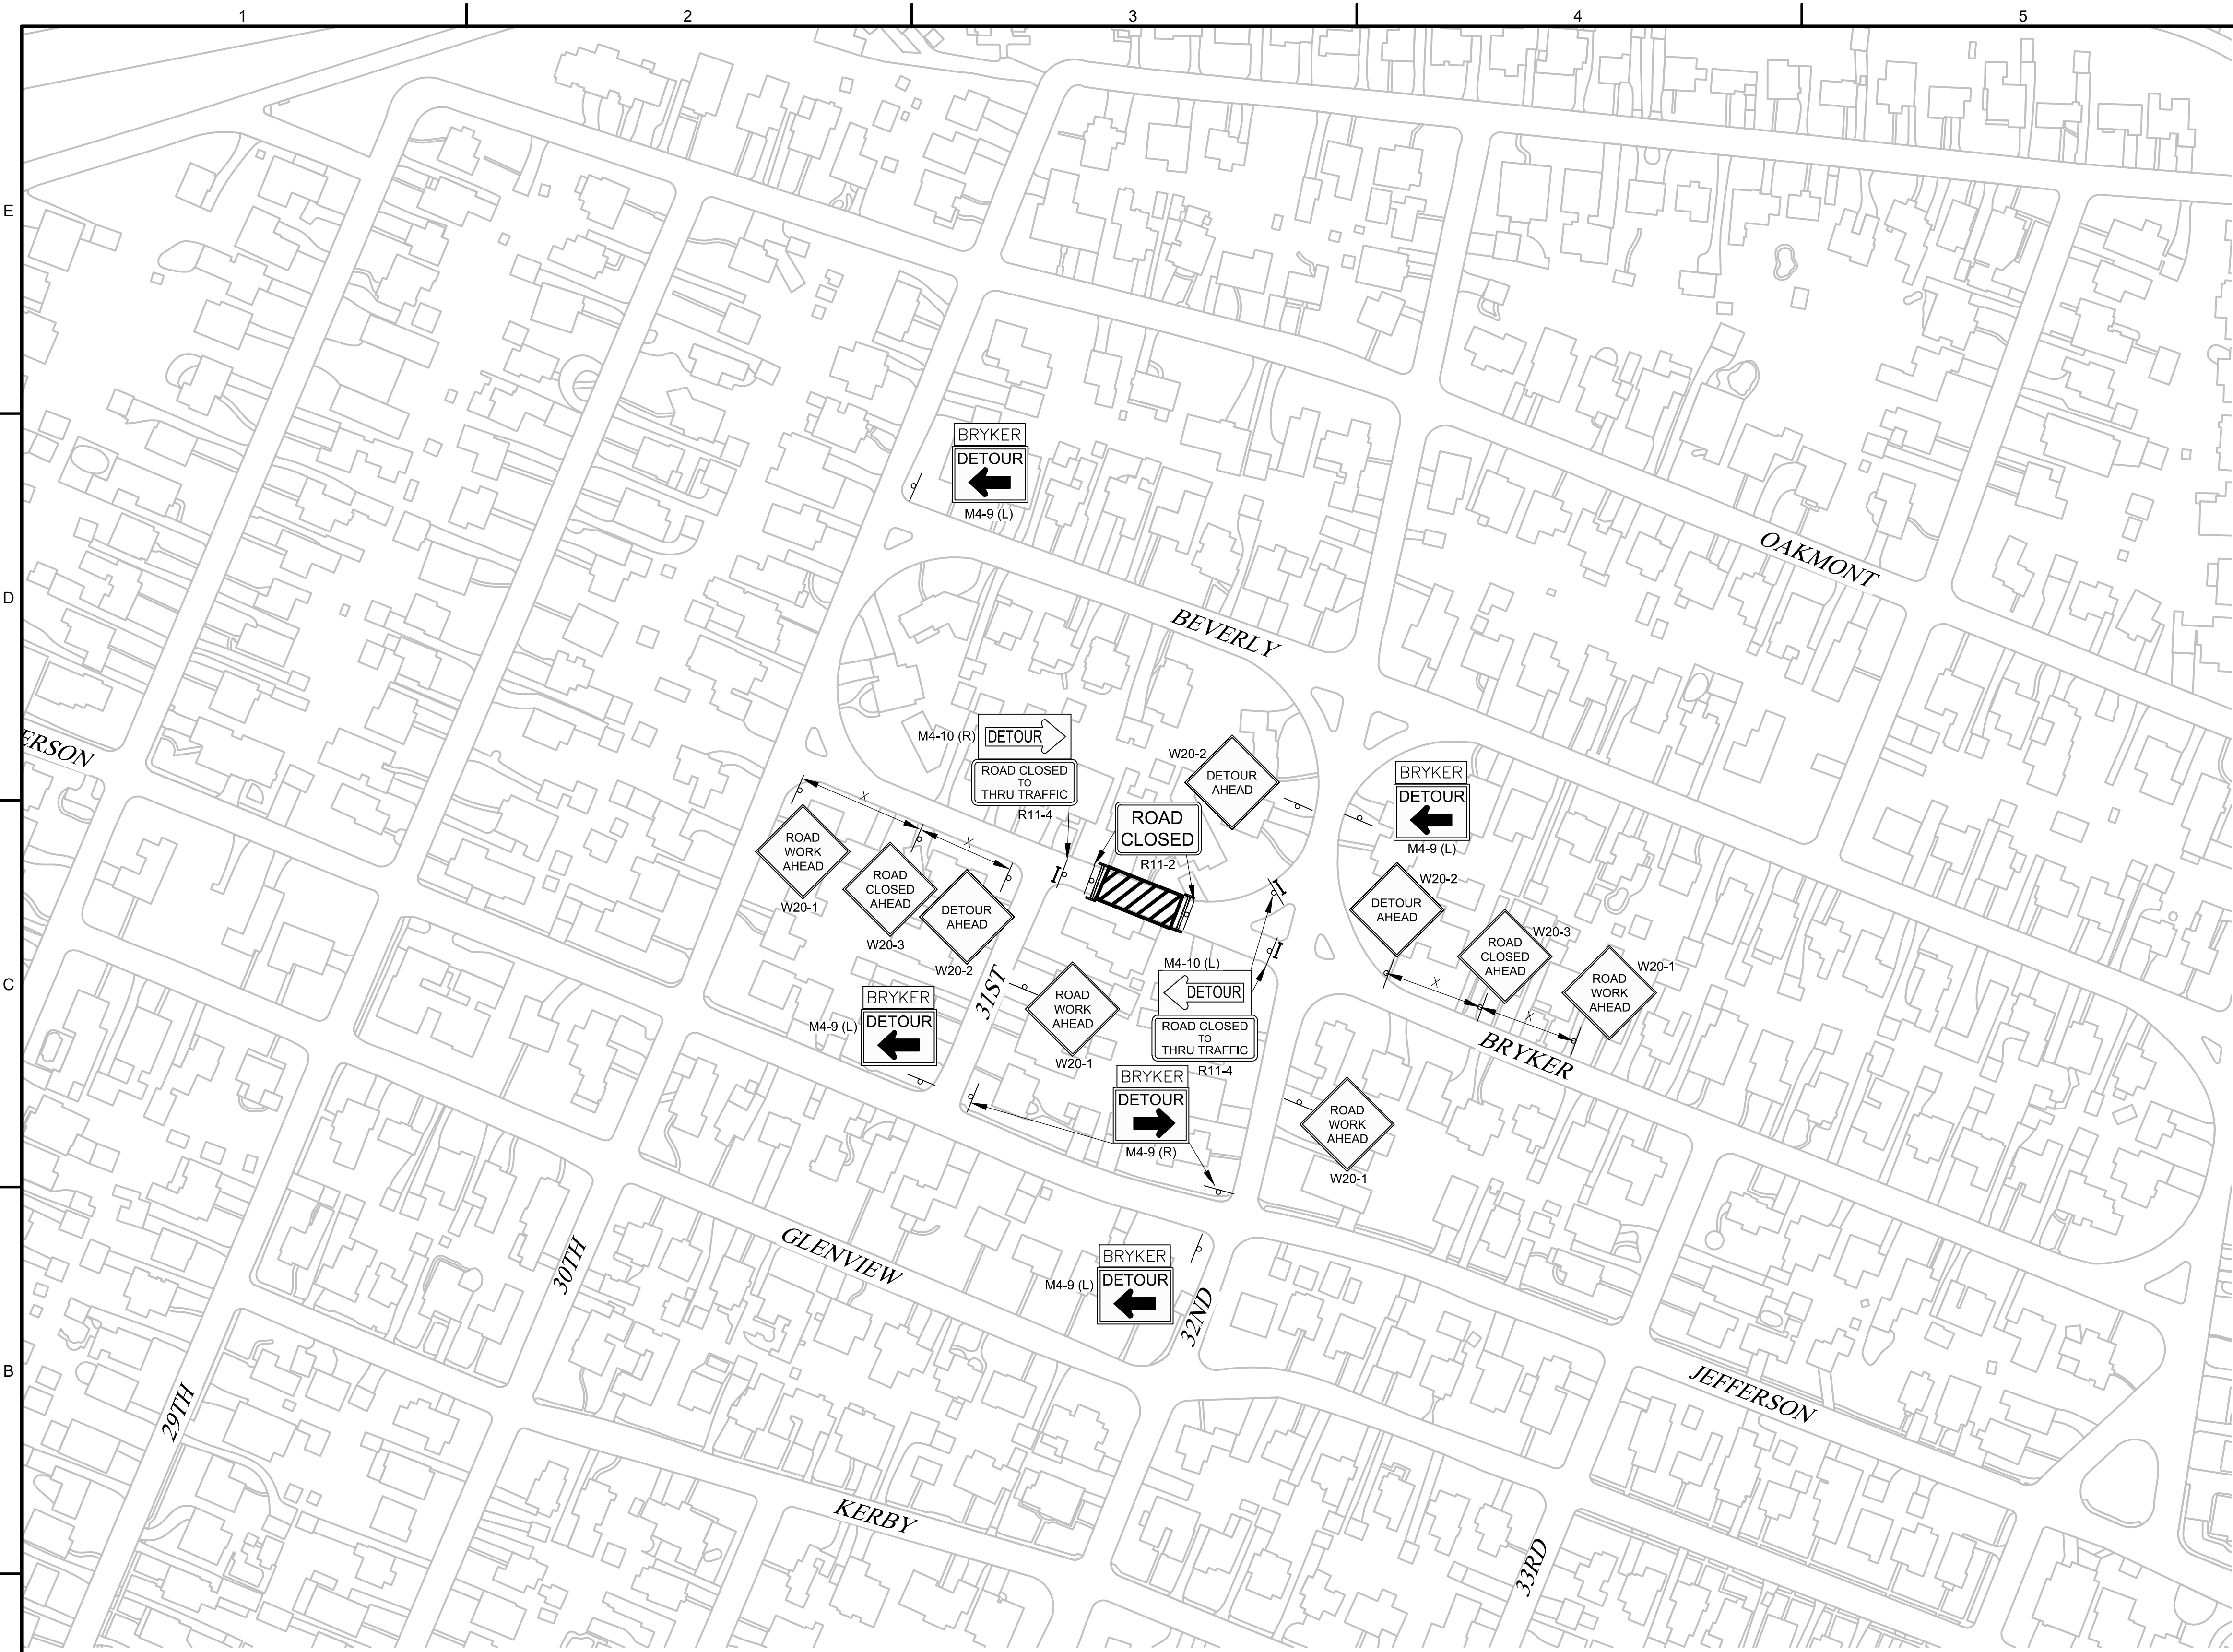 1
2
3
4
5
E
D
C
B
BRYKER
DETOUR
M4-9 (L)
OAKMONT
BEVERLY
ERSON
M4-10 (R)
DETOUR
ROAD CLOSED
TO
THRU TRAFFIC
R11-4
W20-2
DETOUR
AHEAD
BRYKER
DETOUR
M4-9 (L)
ROAD
CLOSED
R11-2
X
X
ROAD
WORK
AHEAD
W20-1
ROAD
CLOSED
AHEAD
W20-3
DETOUR
AHEAD
W20-2
W20-2
DETOUR
AHEAD
W20-3
ROAD
CLOSED
AHEAD
W20-1
ROAD
WORK
AHEAD
X
X
BRYKER
31ST
ROAD
WORK
AHEAD
W20-1
M4-10 (L)
DETOUR
ROAD CLOSED
TO
THRU TRAFFIC
R11-4
BRYKER
M4-9 (L)
DETOUR
BRYKER
DETOUR
M4-9 (R)
ROAD
WORK
AHEAD
W20-1
GLENVIEW
30TH
BRYKER
M4-9 (L)
DETOUR
32ND
JEFFERSON
29TH
KERBY
33RD